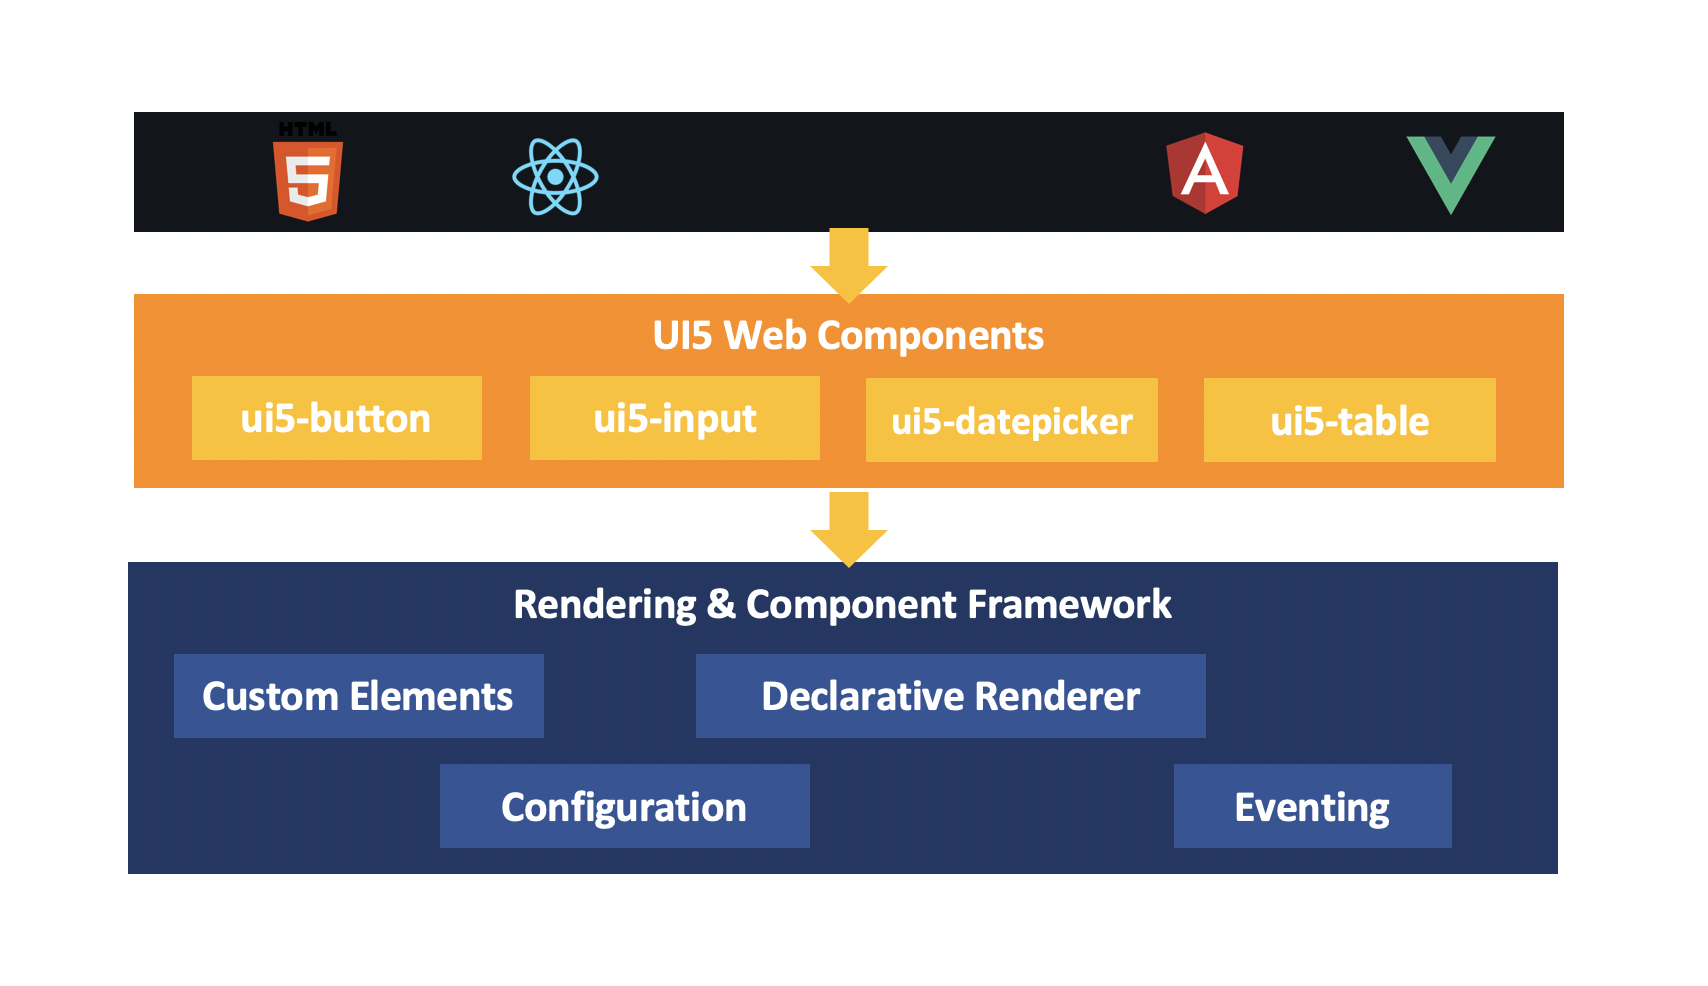 HTML
5
A
UI5 Web Components
ui5-button
ui5-input
ui5-datepicker
ui5-table
Rendering & Component Framework
Custom Elements
Declarative Renderer
Configuration
Eventing